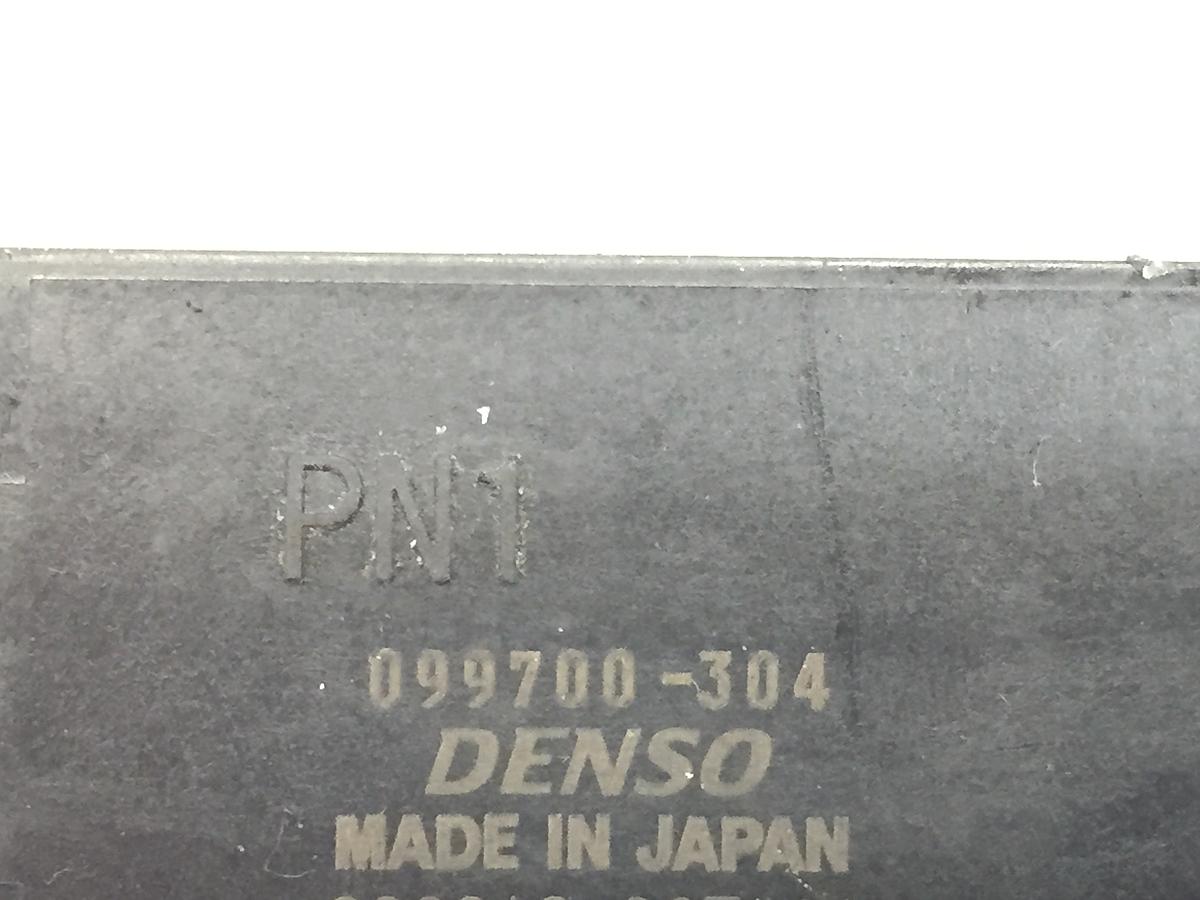 PN1
099700-304
DENSO
MADE IN JAPAN